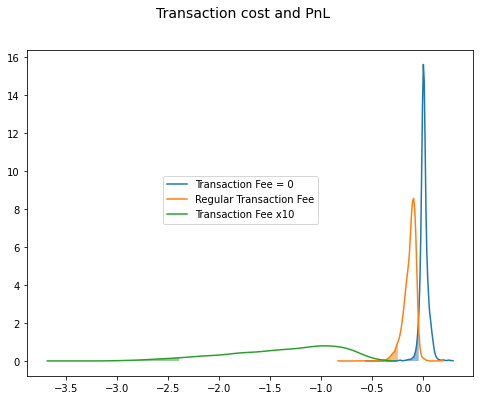 Transaction cost and PnL
16
14
12
10
8
6
4
2
0
Transaction Fee = 0
Regular Transaction Fee
Transaction Fee x10
−3.5 −3.0 −2.5 −2.0 −1.5 −1.0 −0.5 0.0